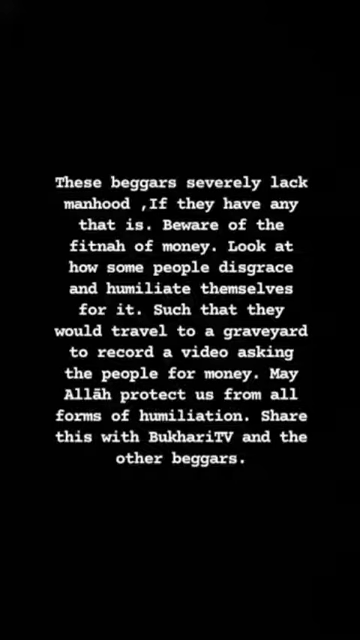 These beggars severely lack
manhood ,If they have any
that is. Beware of the
fitnah of money. Look at
how some people disgrace
and humiliate themselves
for it. Such that they
would travel to a graveyard
to record a video asking
the people for money. May
Allāh protect us from all
forms of humiliation. Share
this with BukhariTV and the
other beggars.